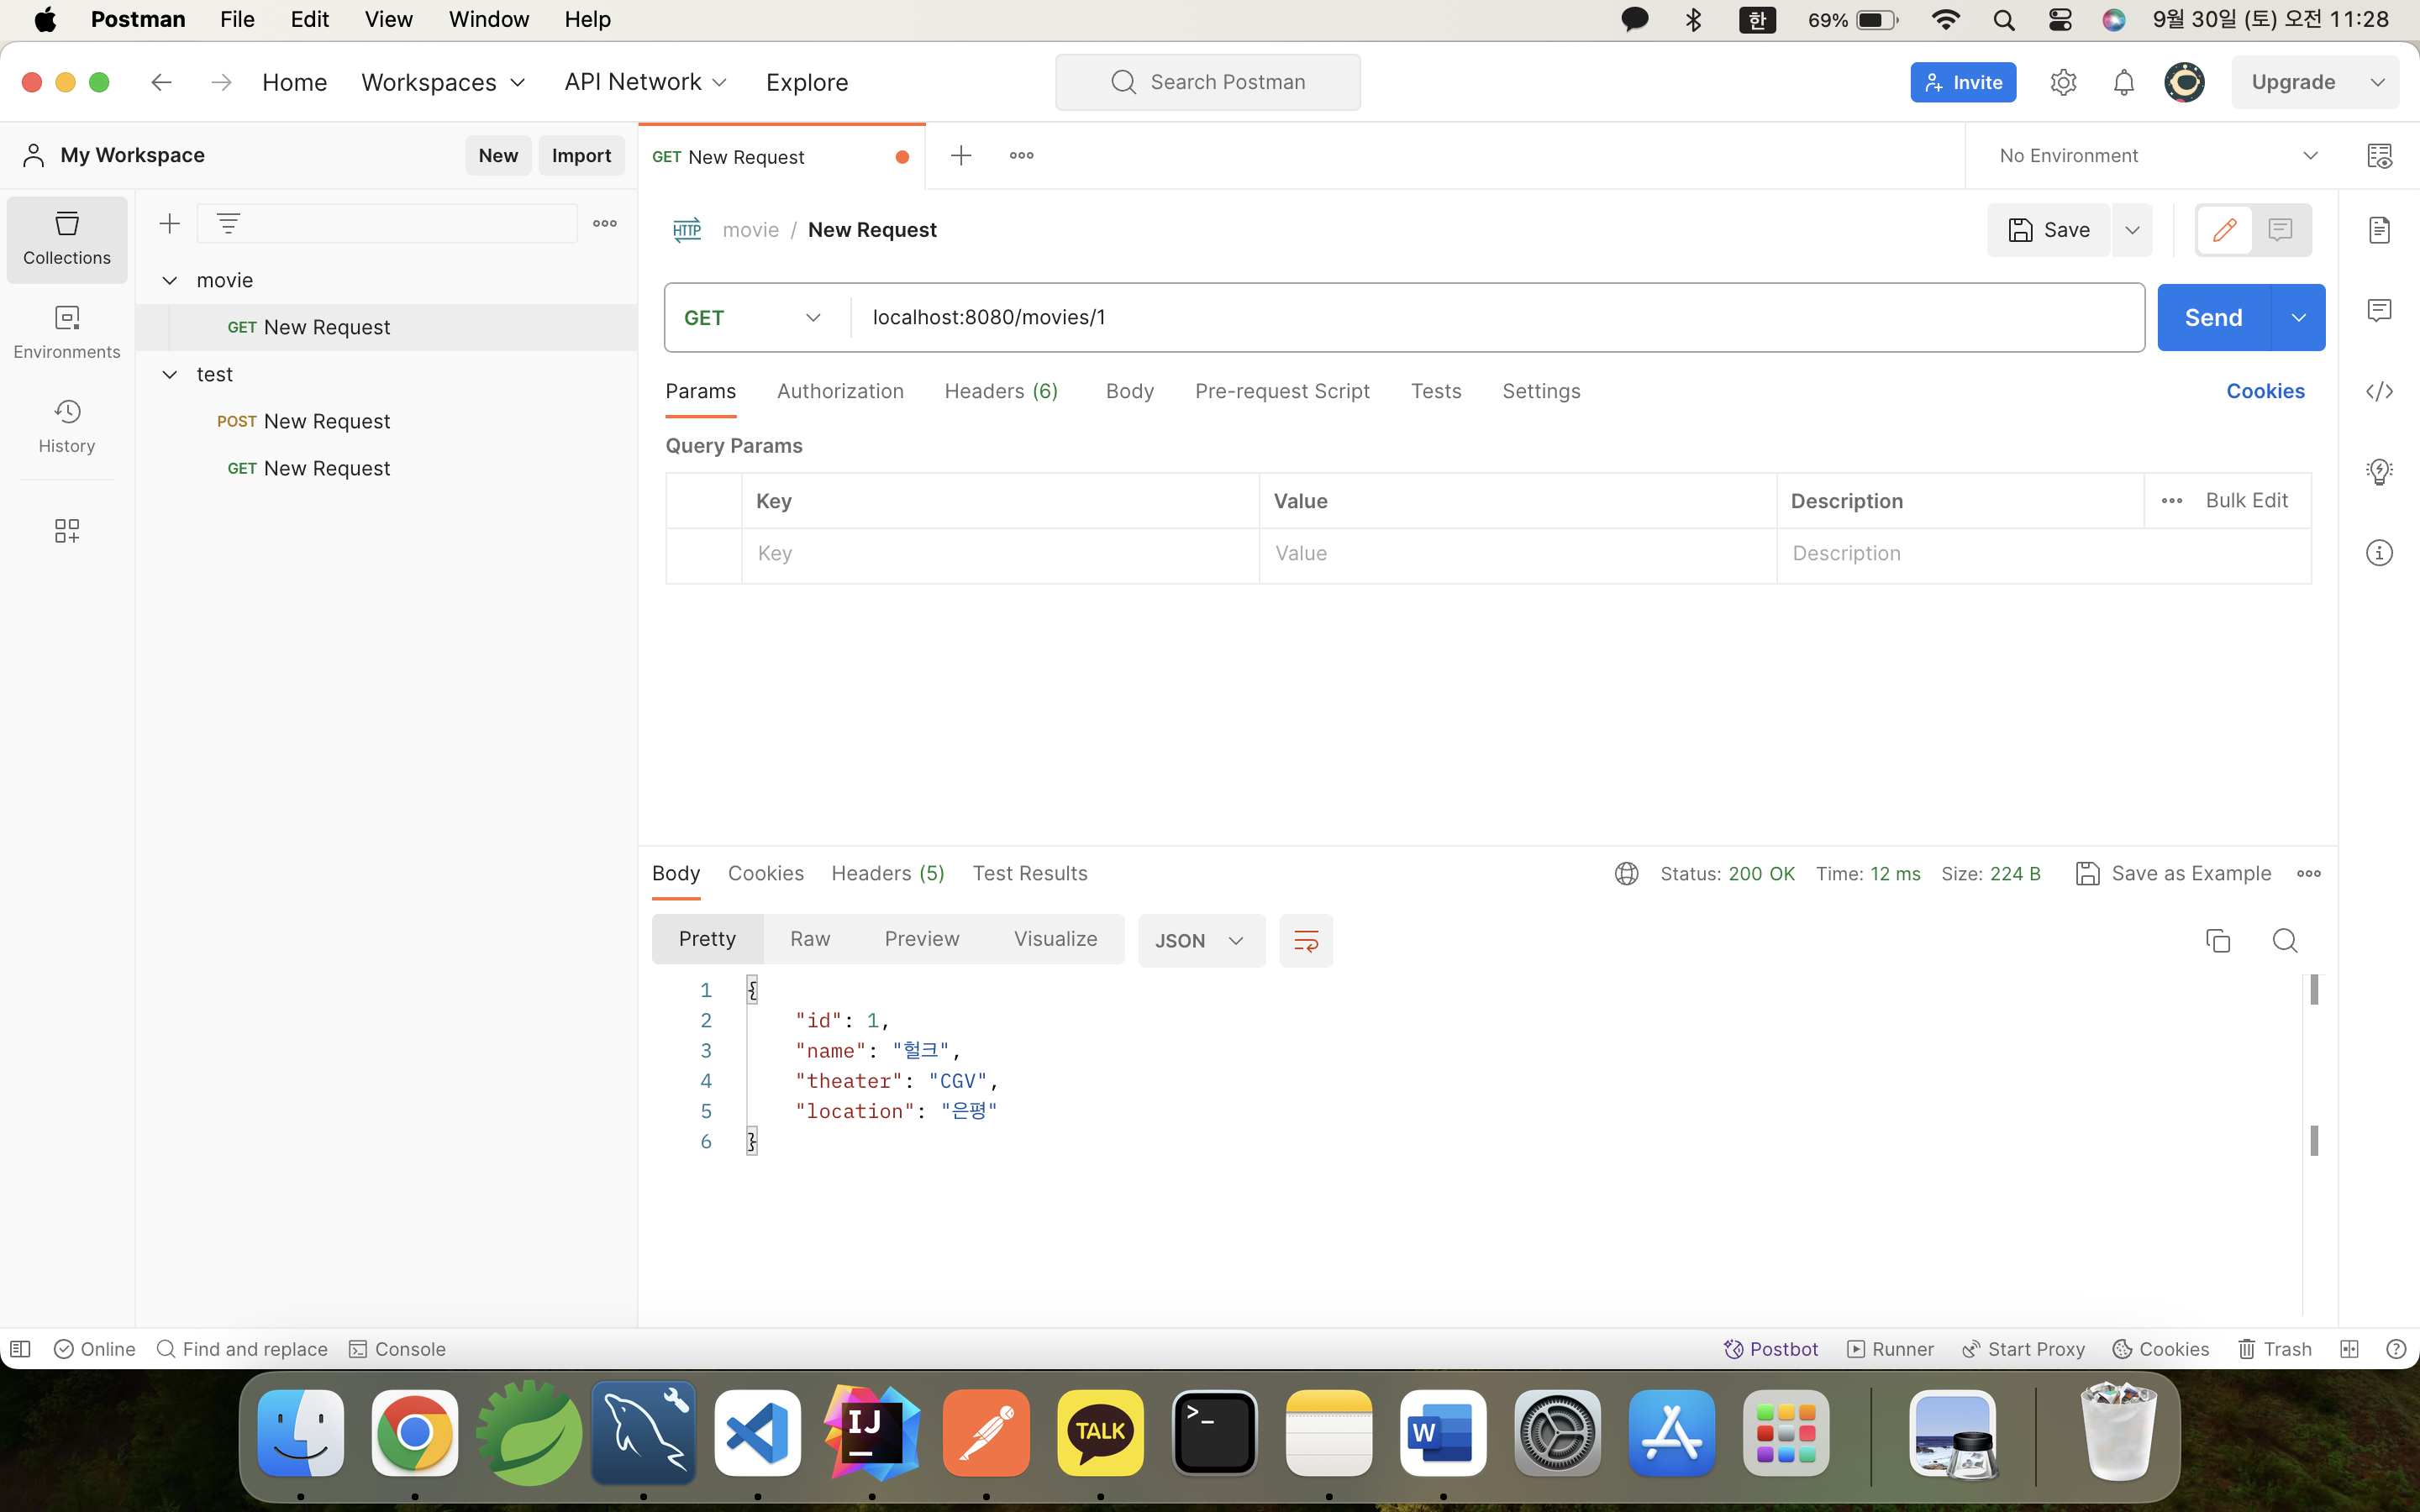 Postman File Edit View Window Help 한 69% 9월 30일 (토) 오전 11:28
Home Workspaces API Network Explore Search Postman Invite Upgrade
My Workspace New Import GET New Request No Environment
Collections
Environments
History
movie
GET New Request
test
POST New Request
GET New Request
HTTP movie / New Request Save
GET localhost:8080/movies/1 Send
Params Authorization Headers (6) Body Pre-request Script Tests Settings Cookies
Query Params
Key Value Description Bulk Edit
Key Value Description
Body Cookies Headers (5) Test Results Status: 200 OK Time: 12 ms Size: 224 B Save as Example
Pretty Raw Preview Visualize JSON
1 {
2 "id": 1,
3 "name": "헐크",
4 "theater": "CGV",
5 "location": "은평"
6 }
Online Find and replace Console Postbot Runner Start Proxy Cookies Trash
IJ TALK >_ W